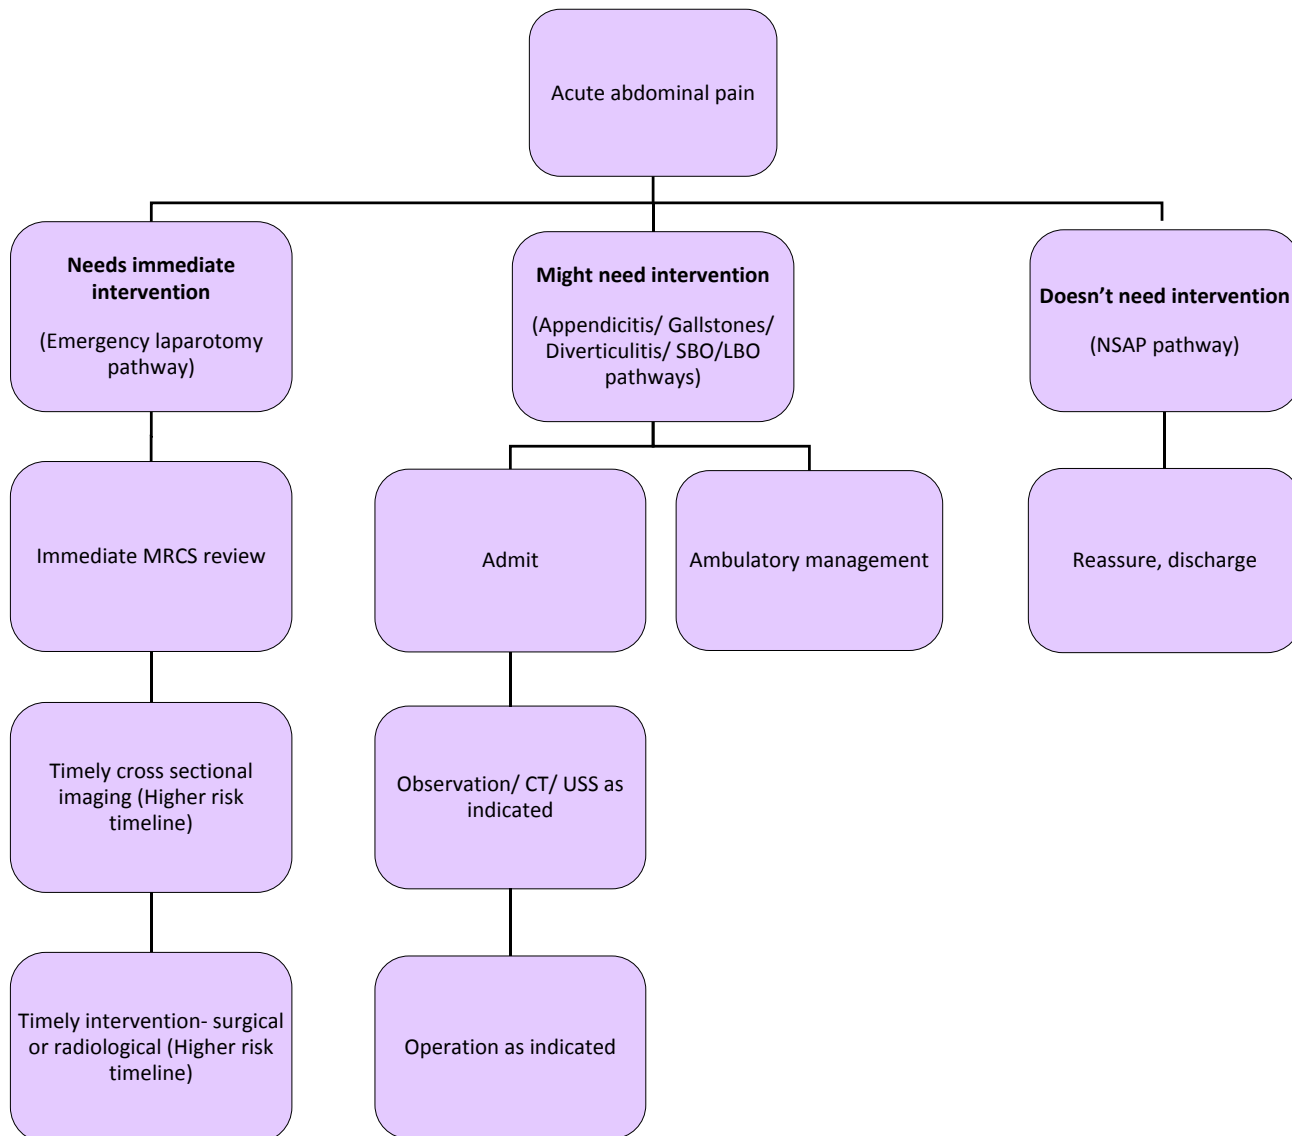 Acute abdominal pain
Needs immediate
intervention
(Emergency laparotomy
pathway)
Might need intervention
(Appendicitis/ Gallstones/
Diverticulitis/ SBO/LBO
pathways)
Doesn’t need intervention
(NSAP pathway)
Immediate MRCS review
Admit
Ambulatory management
Reassure, discharge
Timely cross sectional
imaging (Higher risk
timeline)
Observation/ CT/ USS as
indicated
Timely intervention- surgical
or radiological (Higher risk
timeline)
Operation as indicated